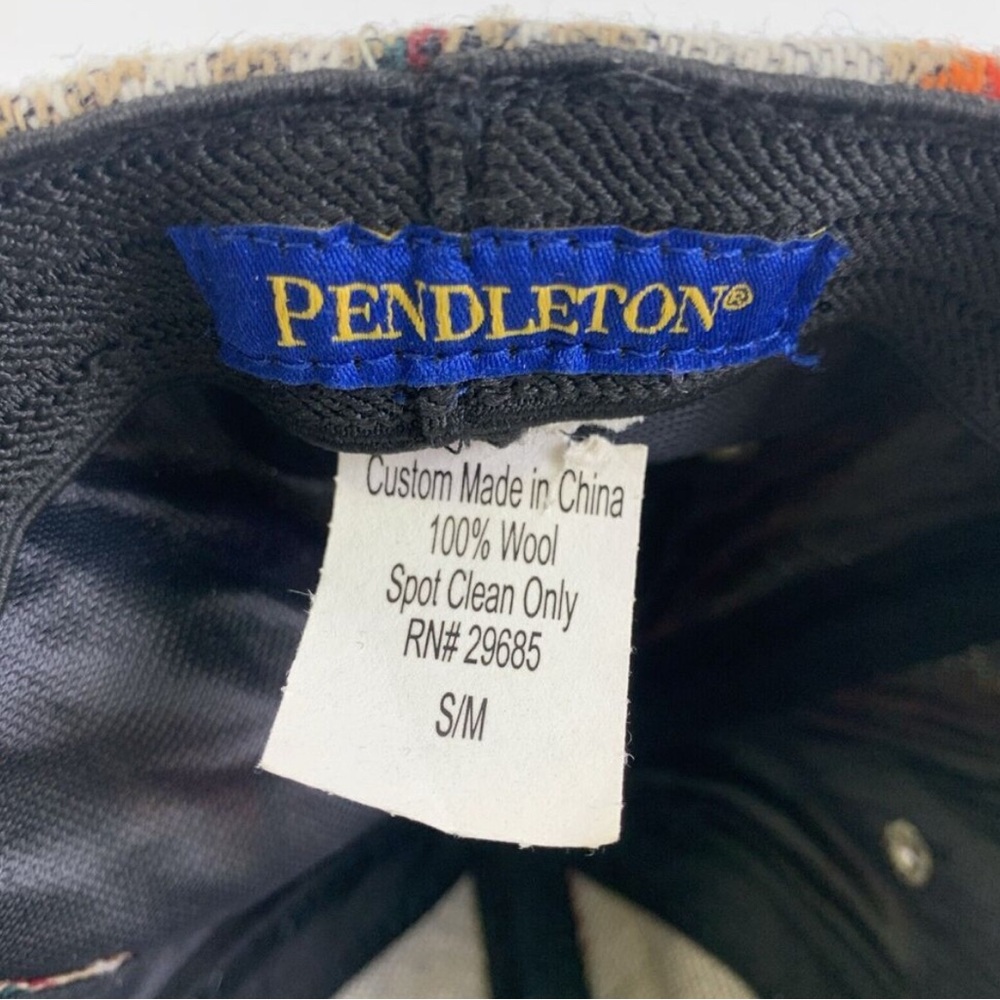 PENDLETON®
Custom Made in China
100% Wool
Spot Clean Only
RN# 29685
S/M